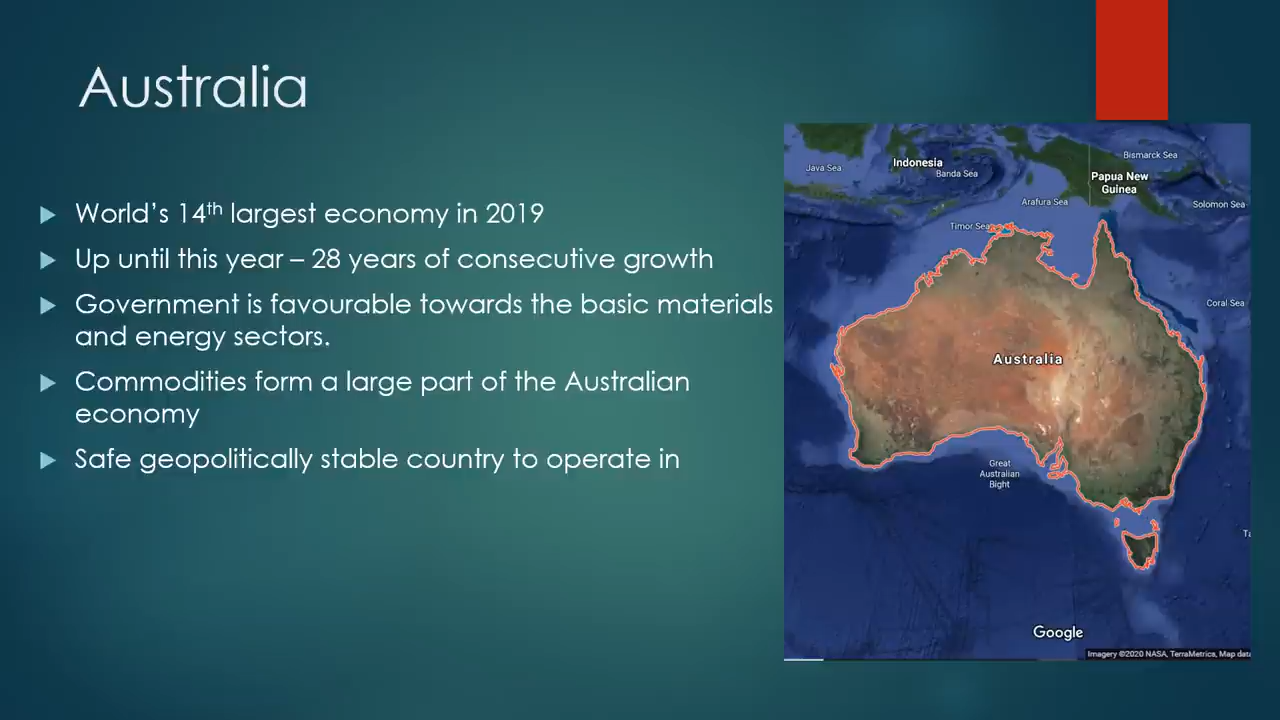 Australia
World's 14th largest economy in 2019
Up until this year – 28 years of consecutive growth
Government is favourable towards the basic materials
and energy sectors.
Commodities form a large part of the Australian
economy
Safe geopolitically stable country to operate in
Java Sea
Indonesia
Banda Sea
Bismarck Sea
Papua New
Guinea
Arafura Sea
Solomon Sea
Timor Sea
Coral Sea
Australia
Great
Australian
Bight
Google
Imagery ©2020 NASA, TerraMetrics, Map data